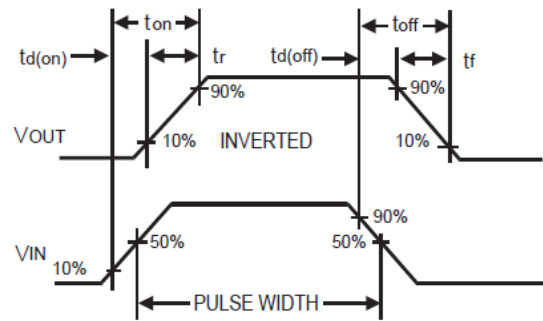 ton toff
td(on) tr td(off) tf
90% 90%
VOUT 10% INVERTED 10%
90%
VIN 50% 50%
10%
PULSE WIDTH